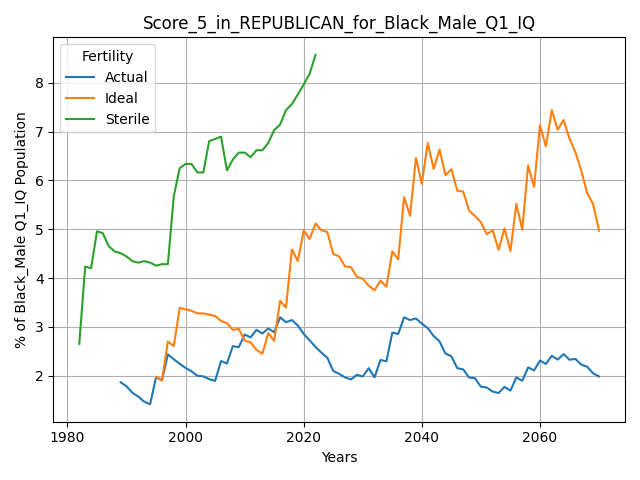 Score_5_in_REPUBLICAN_for_Black_Male_Q1_IQ
Fertility
Actual
Ideal
Sterile
% of Black_Male Q1_IQ Population
8
7
6
5
4
3
2
1980
2000
2020
2040
2060
Years